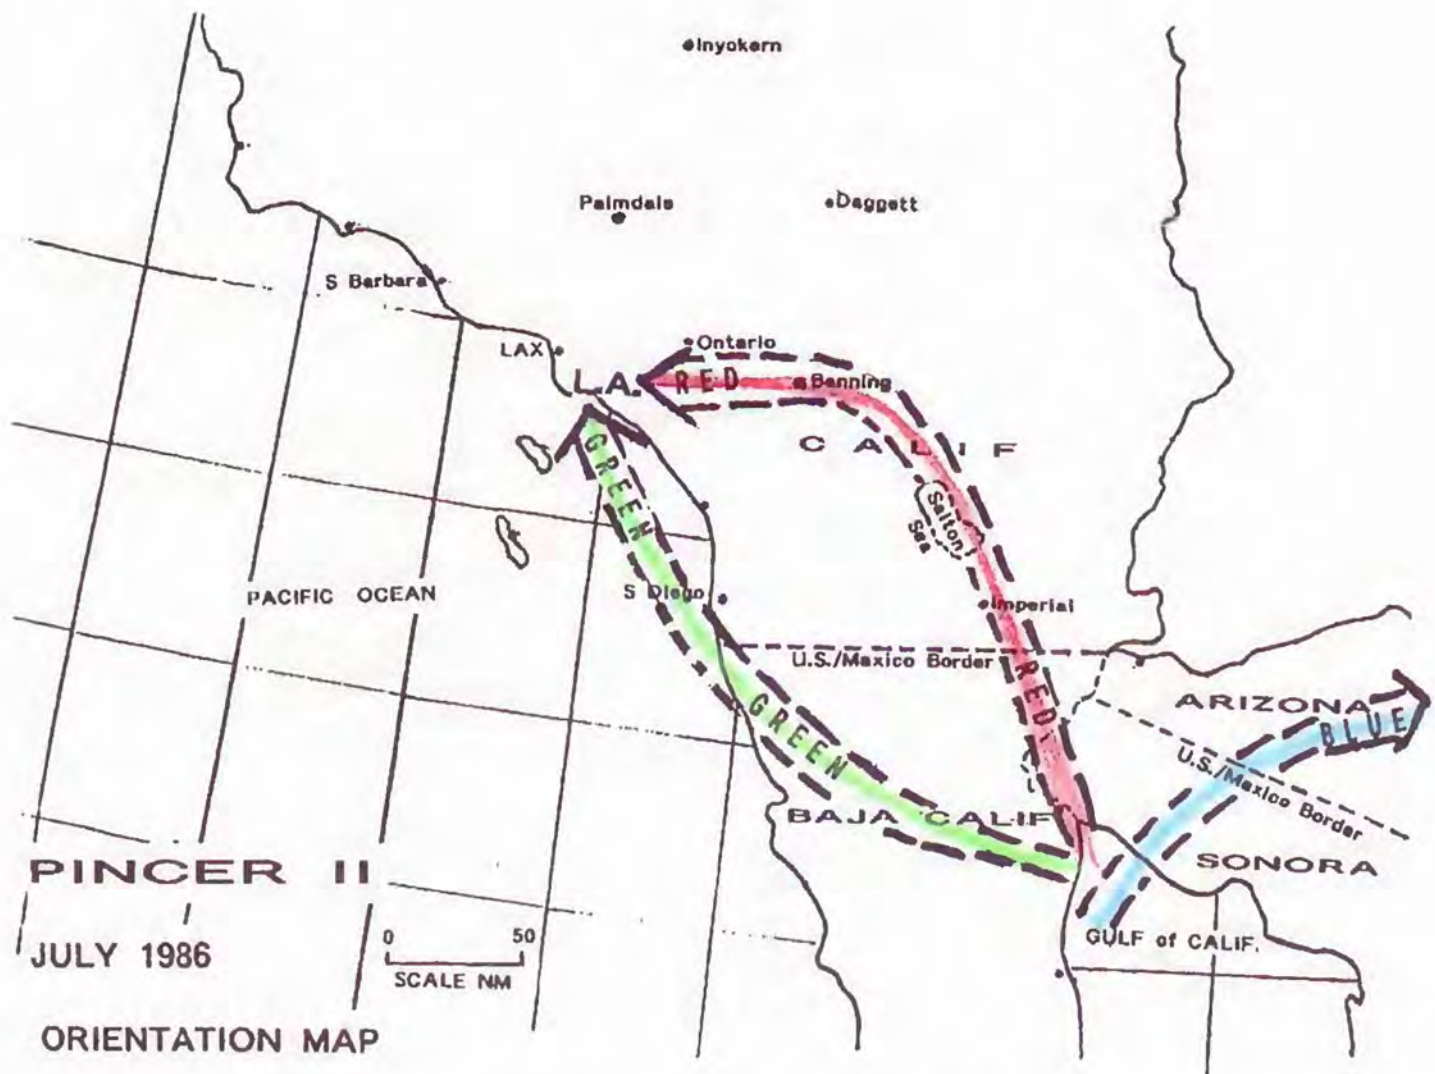 Inyokern
Palmdale
Daggett
S Barbara
LAX
Ontario
L.A.
RED
Banning
CALIF
GREEN
Salton
Sea
PACIFIC OCEAN
S Diego
Imperial
U.S./Mexico Border
RED
ARIZONA
GREEN
BLUE
U.S./Mexico Border
BAJA CALIF
SONORA
PINCER II
GULF of CALIF.
JULY 1986
0 50
SCALE NM
ORIENTATION MAP